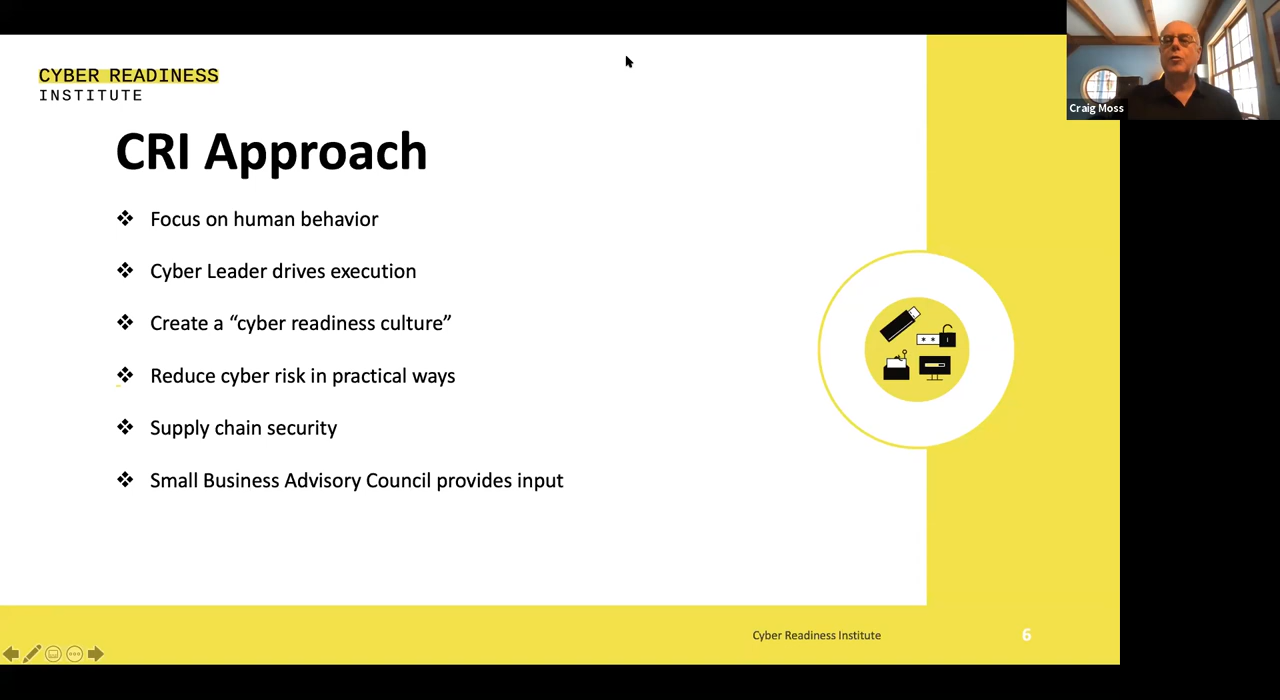 CYBER READINESS
INSTITUTE
Craig Moss
CRI Approach
❖ Focus on human behavior
❖ Cyber Leader drives execution
❖ Create a “cyber readiness culture”
❖ Reduce cyber risk in practical ways
❖ Supply chain security
❖ Small Business Advisory Council provides input
* *
Cyber Readiness Institute
6